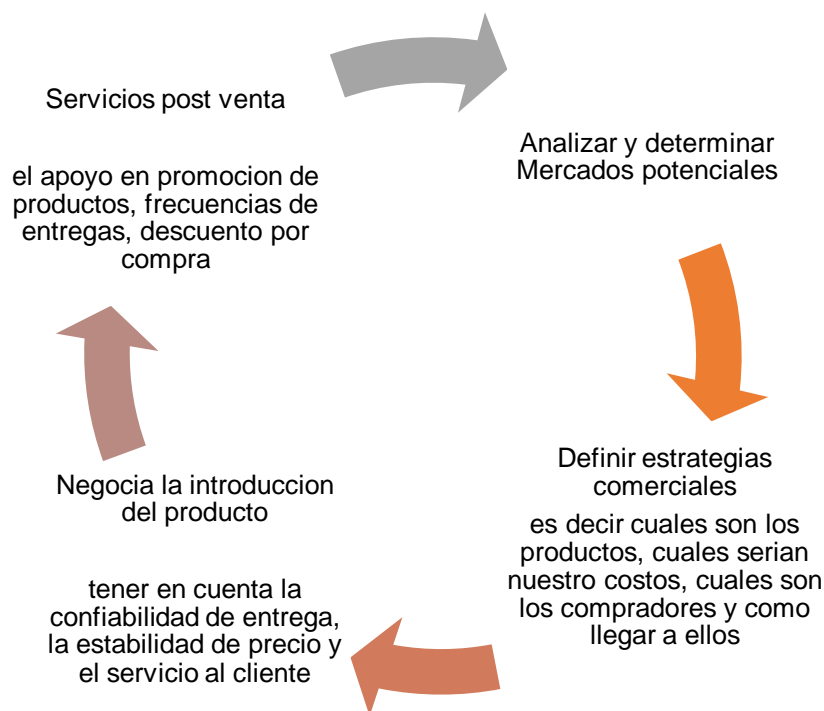 Servicios post venta
el apoyo en promocion de
productos, frecuencias de
entregas, descuento por
compra
Analizar y determinar
Mercados potenciales
Definir estrategias
comerciales
es decir cuales son los
productos, cuales serian
nuestro costos, cuales son
los compradores y como
llegar a ellos
Negocia la introduccion
del producto
tener en cuenta la
confiabilidad de entrega,
la estabilidad de precio y
el servicio al cliente